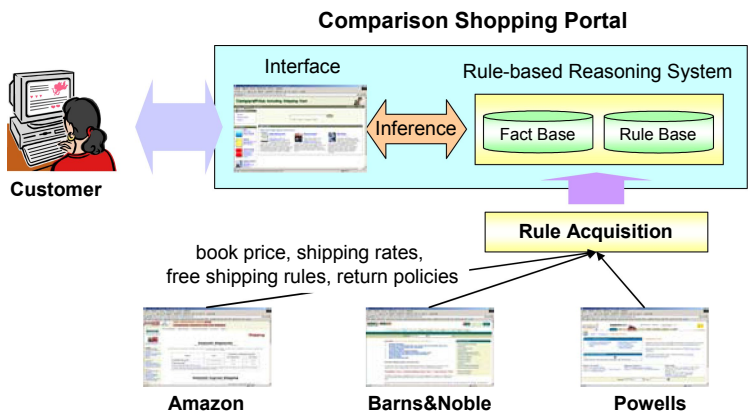 Comparison Shopping Portal
Interface
Rule-based Reasoning System
Inference
Fact Base
Rule Base
Customer
Rule Acquisition
book price, shipping rates,
free shipping rules, return policies
Amazon
Barns&Noble
Powells